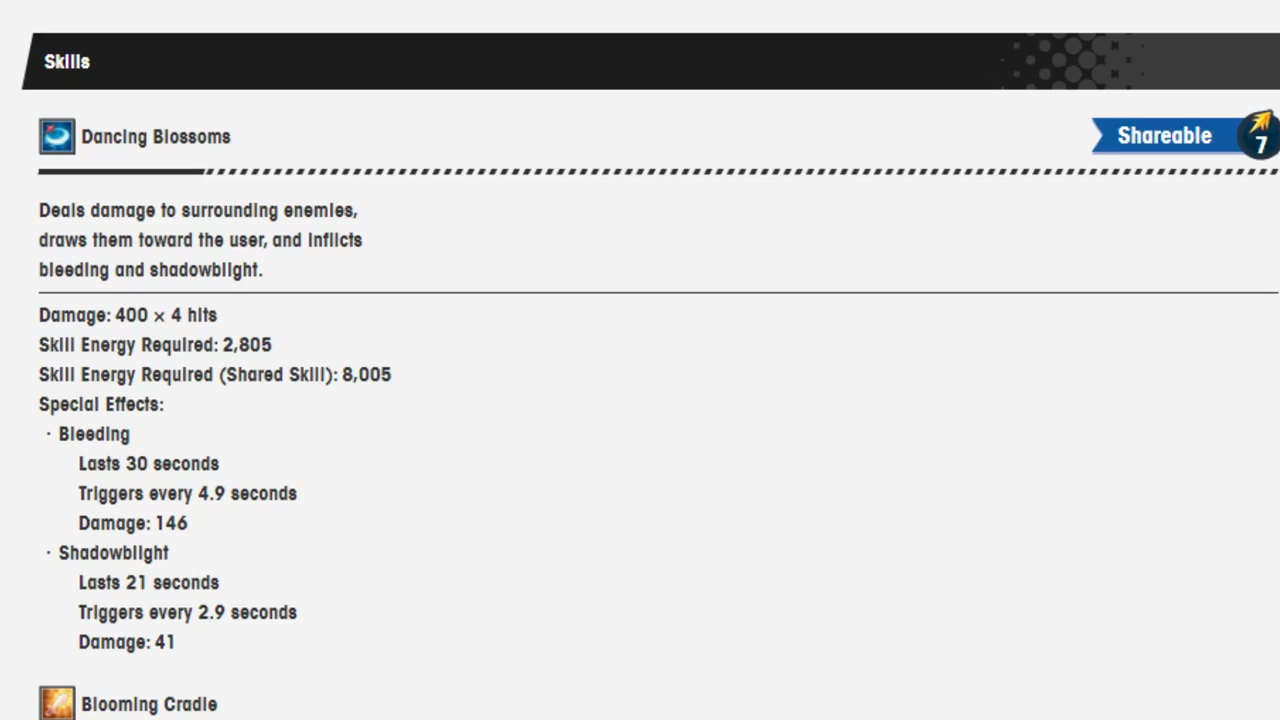 Skills
Dancing Blossoms
Shareable 7
Deals damage to surrounding enemies,
draws them toward the user, and inflicts
bleeding and shadowblight.
Damage: 400 × 4 hits
Skill Energy Required: 2,805
Skill Energy Required (Shared Skill): 8,005
Special Effects:
· Bleeding
Lasts 30 seconds
Triggers every 4.9 seconds
Damage: 146
· Shadowblight
Lasts 21 seconds
Triggers every 2.9 seconds
Damage: 41
Blooming Cradle